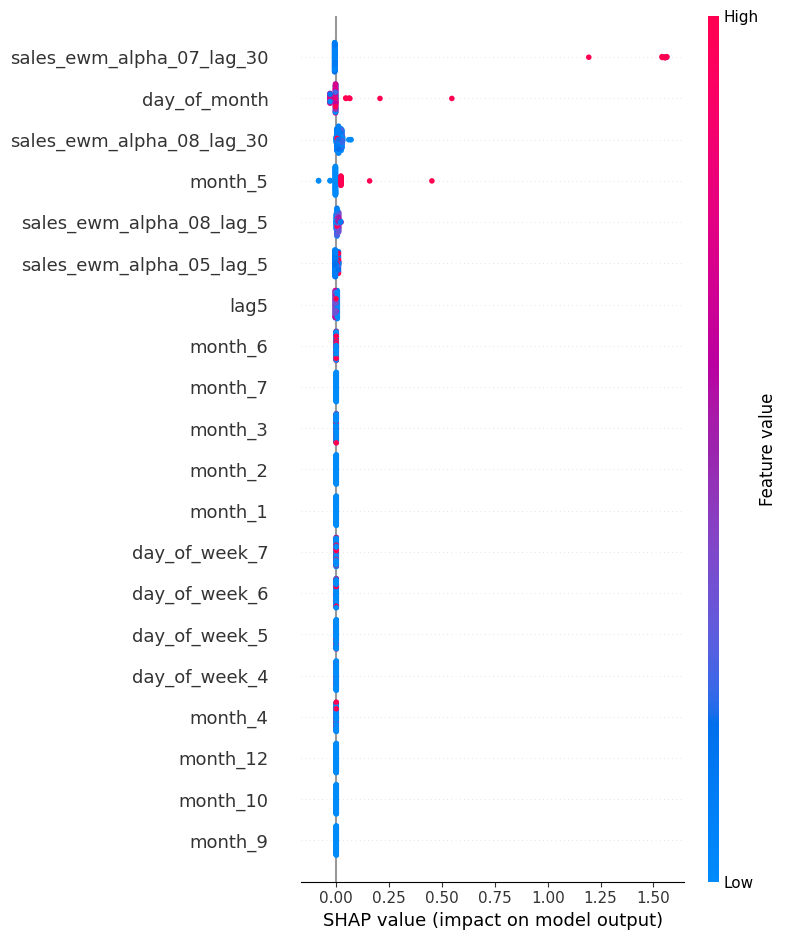 High
sales_ewm_alpha_07_lag_30
day_of_month
sales_ewm_alpha_08_lag_30
month_5
sales_ewm_alpha_08_lag_5
sales_ewm_alpha_05_lag_5
lag5
month_6
month_7
month_3
month_2
month_1
day_of_week_7
day_of_week_6
day_of_week_5
day_of_week_4
month_4
month_12
month_10
month_9
Feature value
Low
0.00 0.25 0.50 0.75 1.00 1.25 1.50
SHAP value (impact on model output)